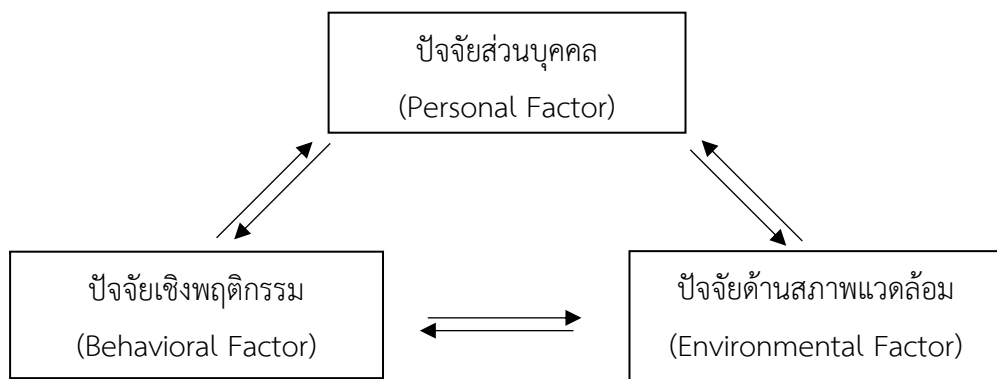 ปัจจัยส่วนบุคคล
(Personal Factor)
ปัจจัยเชิงพฤติกรรม
(Behavioral Factor)
ปัจจัยด้านสภาพแวดล้อม
(Environmental Factor)